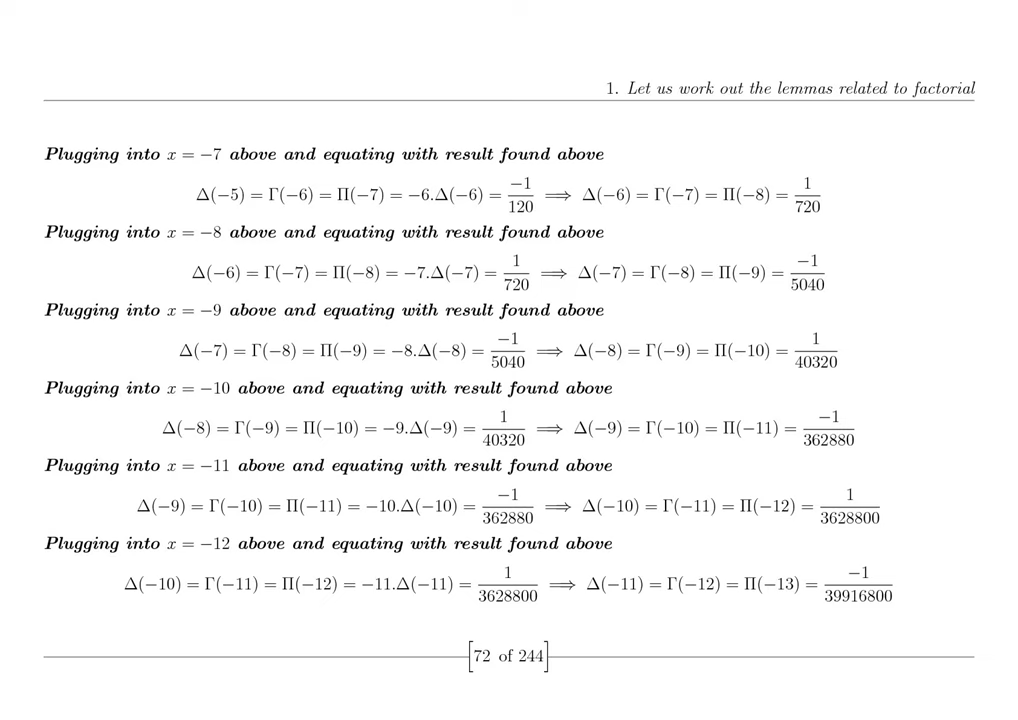 1. Let us work out the lemmas related to factorial
Plugging into x = −7 above and equating with result found above
Δ(−5) = Γ(−6) = Π(−7) = −6.Δ(−6) = −1/120 ⟹ Δ(−6) = Γ(−7) = Π(−8) = 1/720
Plugging into x = −8 above and equating with result found above
Δ(−6) = Γ(−7) = Π(−8) = −7.Δ(−7) = 1/720 ⟹ Δ(−7) = Γ(−8) = Π(−9) = −1/5040
Plugging into x = −9 above and equating with result found above
Δ(−7) = Γ(−8) = Π(−9) = −8.Δ(−8) = −1/5040 ⟹ Δ(−8) = Γ(−9) = Π(−10) = 1/40320
Plugging into x = −10 above and equating with result found above
Δ(−8) = Γ(−9) = Π(−10) = −9.Δ(−9) = 1/40320 ⟹ Δ(−9) = Γ(−10) = Π(−11) = −1/362880
Plugging into x = −11 above and equating with result found above
Δ(−9) = Γ(−10) = Π(−11) = −10.Δ(−10) = −1/362880 ⟹ Δ(−10) = Γ(−11) = Π(−12) = 1/3628800
Plugging into x = −12 above and equating with result found above
Δ(−10) = Γ(−11) = Π(−12) = −11.Δ(−11) = 1/3628800 ⟹ Δ(−11) = Γ(−12) = Π(−13) = −1/39916800
[72 of 244]